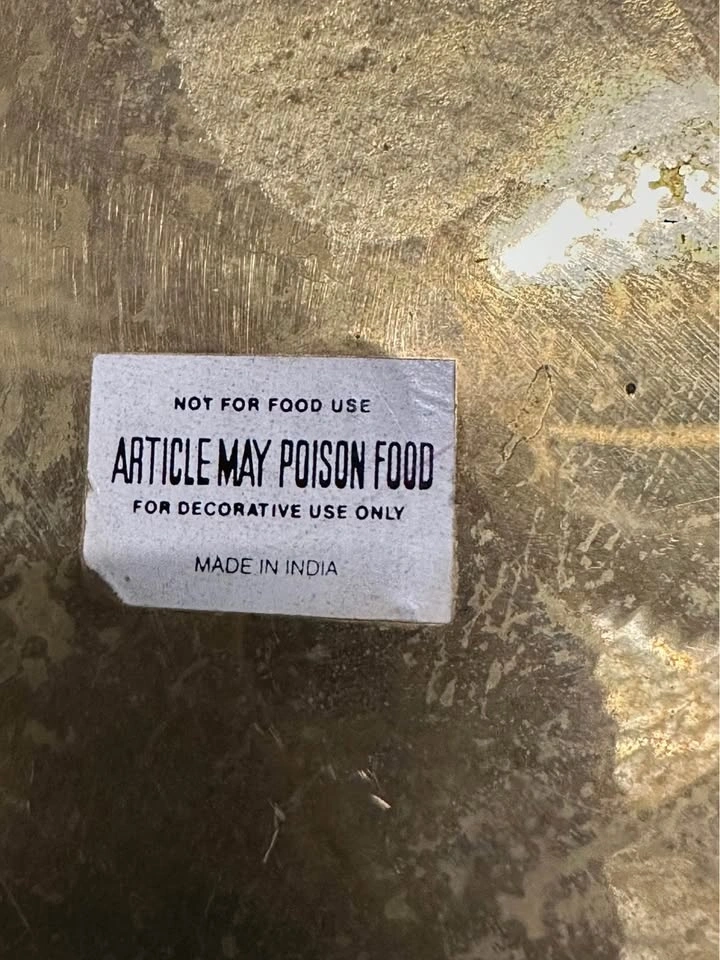 NOT FOR FOOD USE
ARTICLE MAY POISON FOOD
FOR DECORATIVE USE ONLY
MADE IN INDIA